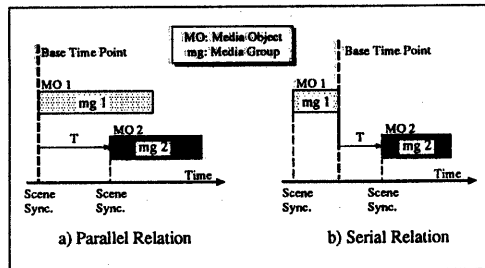 MO: Media Object
mg: Media Group
Base Time Point
MO 1
mg 1
T
MO 2
mg 2
Time
Scene Sync.
Scene Sync.
a) Parallel Relation
Base Time Point
MO 1
mg 1
T
MO 2
mg 2
Time
Scene Sync.
Scene Sync.
b) Serial Relation